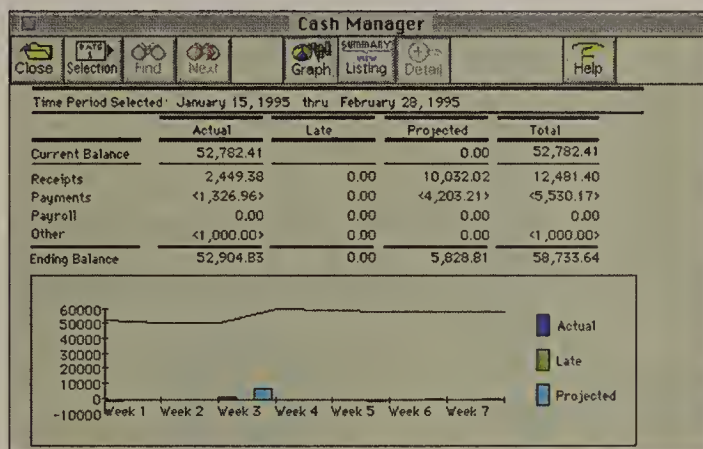 Cash Manager
DATE
Close Selection Find Next Graph SUMMARY VIEW Listing Detail Help
Time Period Selected: January 15, 1995 thru February 28, 1995
Actual Late Projected Total
Current Balance 52,782.41 0.00 52,782.41
Receipts 2,449.38 0.00 10,032.02 12,481.40
Payments <1,326.96> 0.00 <4,203.21> <5,530.17>
Payroll 0.00 0.00 0.00 0.00
Other <1,000.00> 0.00 0.00 <1,000.00>
Ending Balance 52,904.83 0.00 5,828.81 58,733.64
60000
50000
40000
30000
20000
10000
0
-10000
Week 1 Week 2 Week 3 Week 4 Week 5 Week 6 Week 7
Actual
Late
Projected